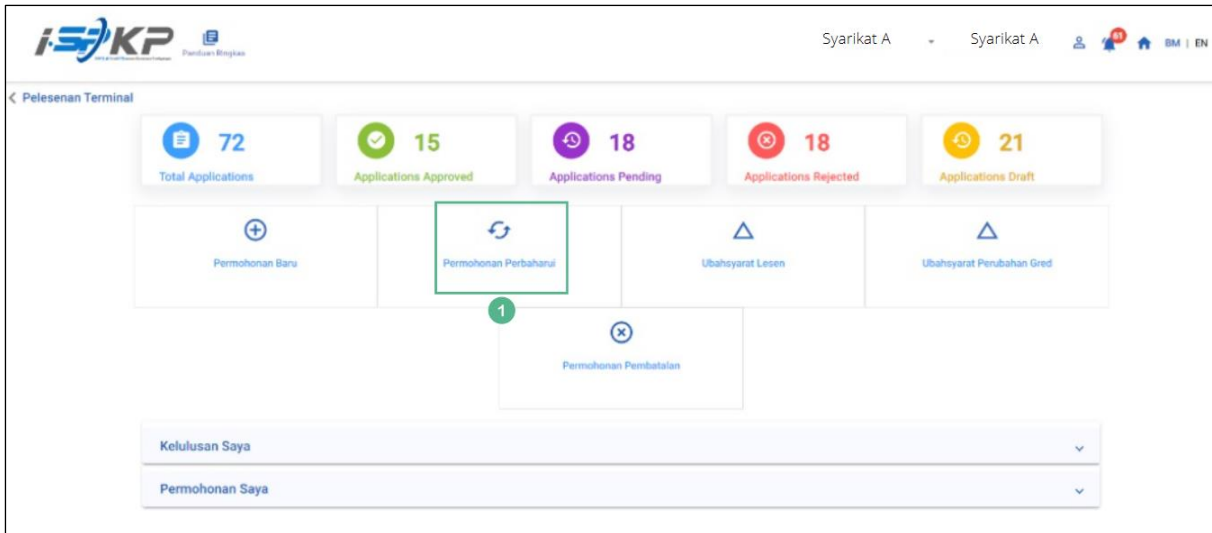 i-SPKP
Panduan Ringkas
Syarikat A
Syarikat A
61
BM | EN
Pelesenan Terminal
72
Total Applications
15
Applications Approved
18
Applications Pending
18
Applications Rejected
21
Applications Draft
Permohonan Baru
Permohonan Perbaharui
Ubahsyarat Lesen
Ubahsyarat Perubahan Gred
1
Permohonan Pembatalan
Kelulusan Saya
Permohonan Saya